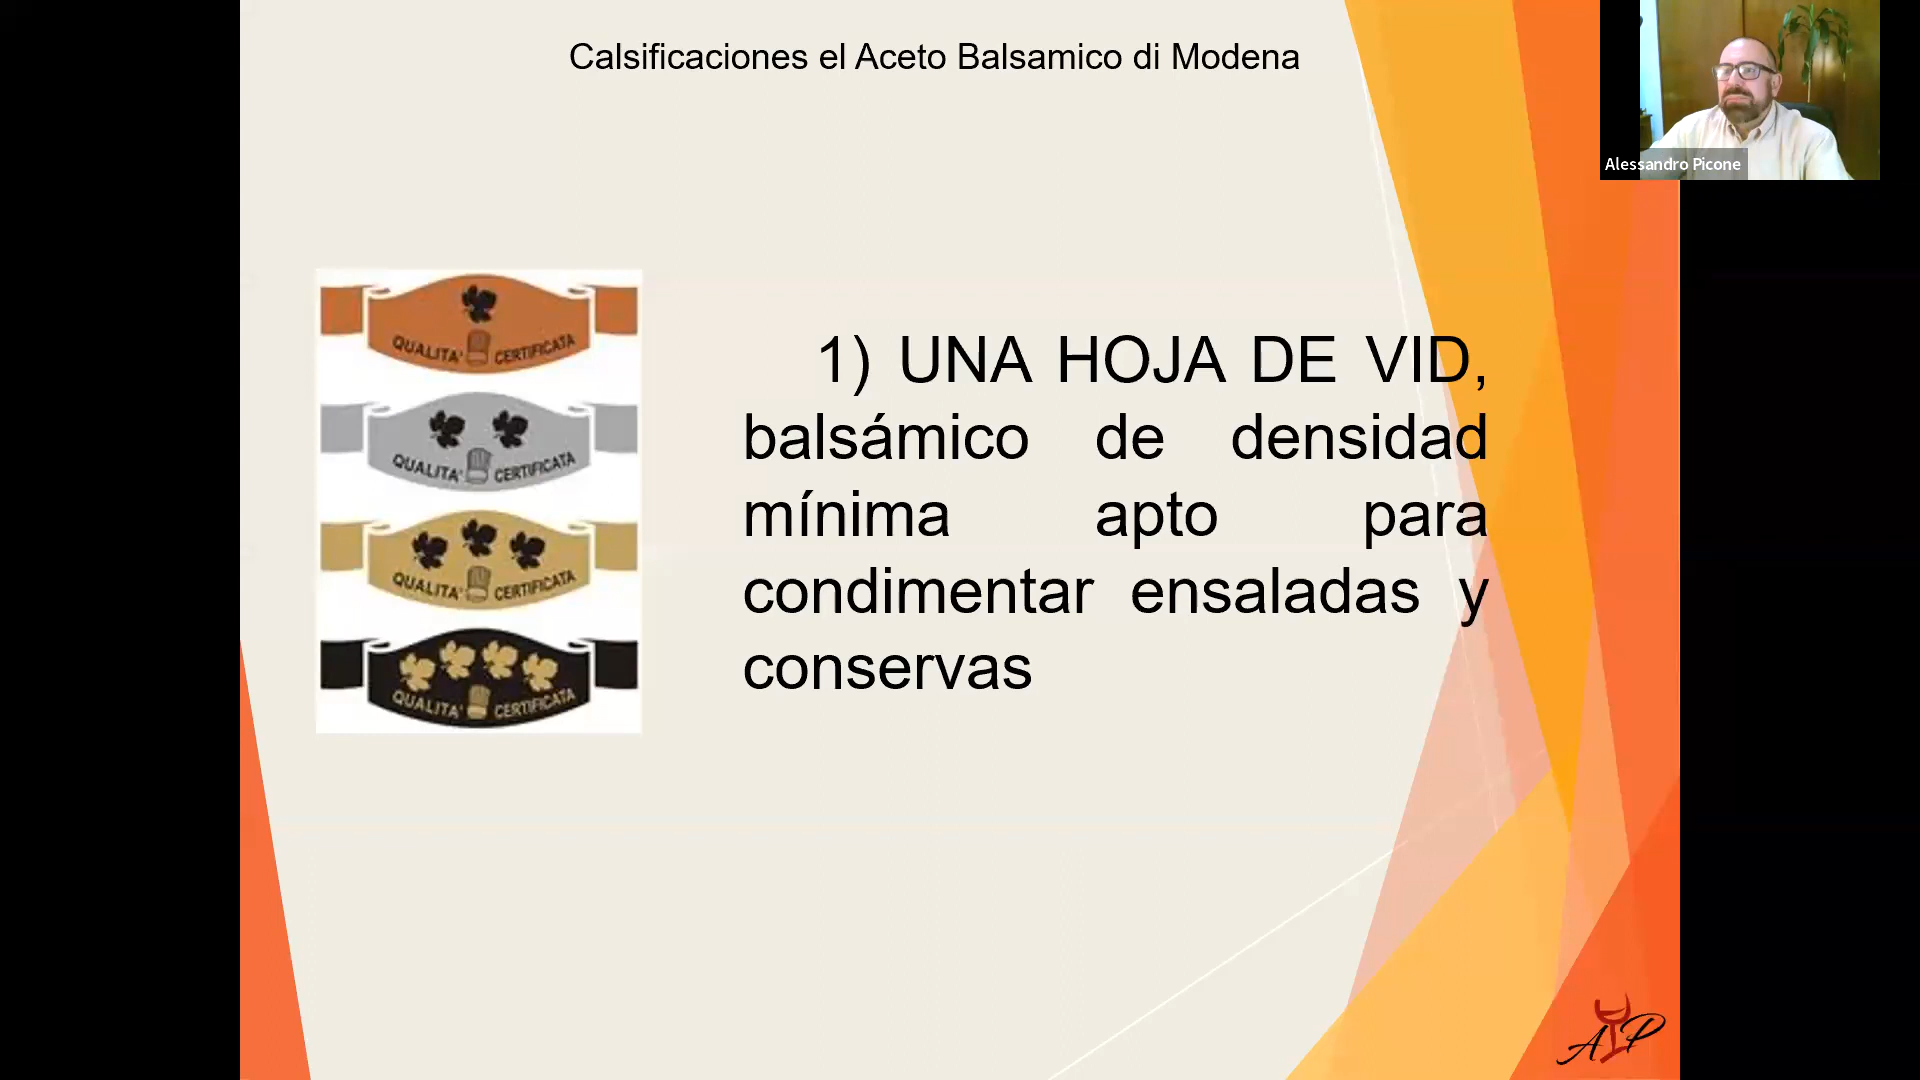 Calsificaciones el Aceto Balsamico di Modena
Alessandro Picone
QUALITA' CERTIFICATA
QUALITA' CERTIFICATA
QUALITA' CERTIFICATA
QUALITA' CERTIFICATA
1) UNA HOJA DE VID,
balsámico de densidad
mínima apto para
condimentar ensaladas y
conservas
AP